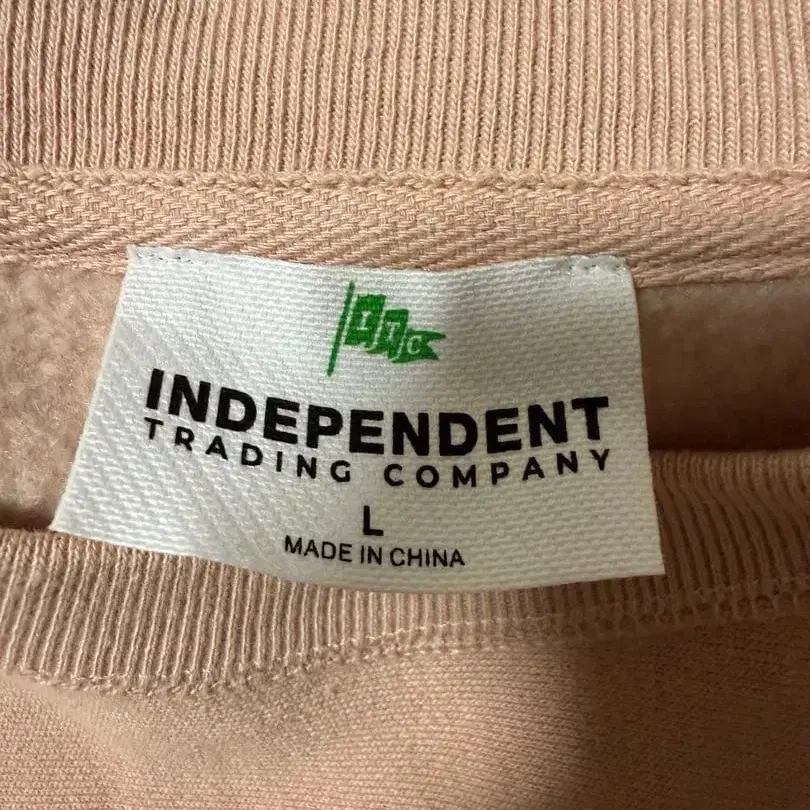 ITC
INDEPENDENT
TRADING COMPANY
L
MADE IN CHINA